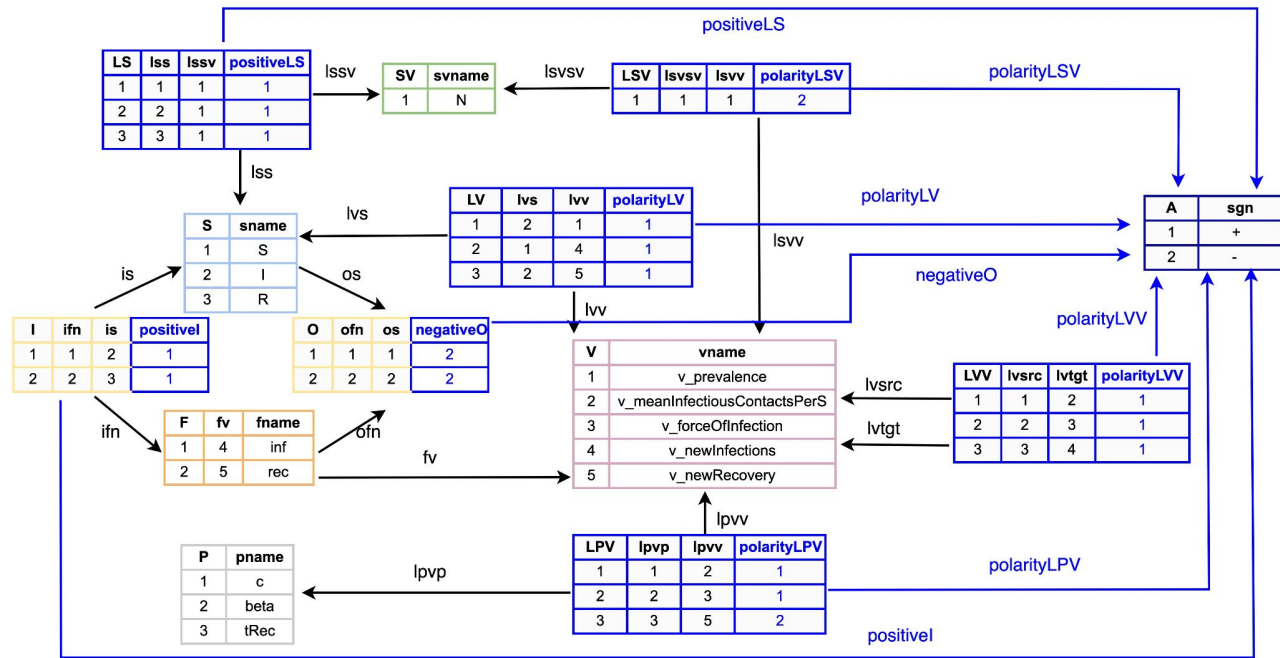 positiveLS
LS lss lssv positiveLS
1 1 1 1
2 2 1 1
3 3 1 1
lssv
SV svname
1 N
lsvsv
LSV lsvsv lsvv polarityLSV
1 1 1 2
polarityLSV
lss
lvs
LV lvs lvv polarityLV
1 2 1 1
2 1 4 1
3 2 5 1
polarityLV
A sgn
1 +
2 -
S sname
1 S
2 I
3 R
is
os
lsvv
negativeO
lvv
I ifn is positiveI
1 1 2 1
2 2 3 1
O ofn os negativeO
1 1 1 2
2 2 2 2
polarityLVV
V vname
1 v_prevalence
2 v_meanInfectiousContactsPerS
3 v_forceOfInfection
4 v_newInfections
5 v_newRecovery
lvsrc
lvtgt
LVV lvsrc lvtgt polarityLVV
1 1 2 1
2 2 3 1
3 3 4 1
ifn
F fv fname
1 4 inf
2 5 rec
ofn
fv
lpvv
P pname
1 c
2 beta
3 tRec
lpvp
LPV lpvp lpvv polarityLPV
1 1 2 1
2 2 3 1
3 3 5 2
polarityLPV
positiveI